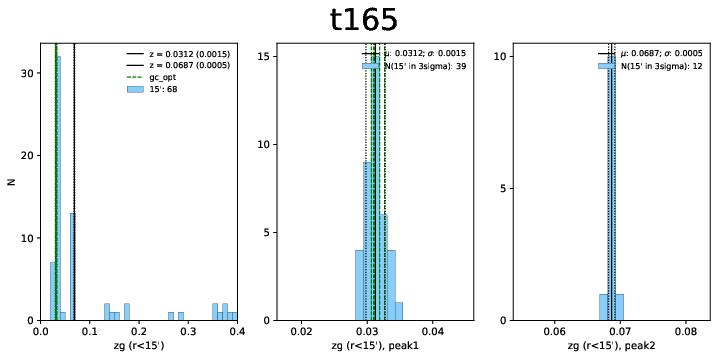 t165
z = 0.0312 (0.0015)
z = 0.0687 (0.0005)
gc_opt
15': 68
N
30
20
10
0
0.0 0.1 0.2 0.3 0.4
zg (r<15')
μ: 0.0312; σ: 0.0015
N(15' in 3sigma): 39
15
10
5
0
0.02 0.03 0.04
zg (r<15'), peak1
μ: 0.0687; σ: 0.0005
N(15' in 3sigma): 12
10
5
0
0.06 0.07 0.08
zg (r<15'), peak2